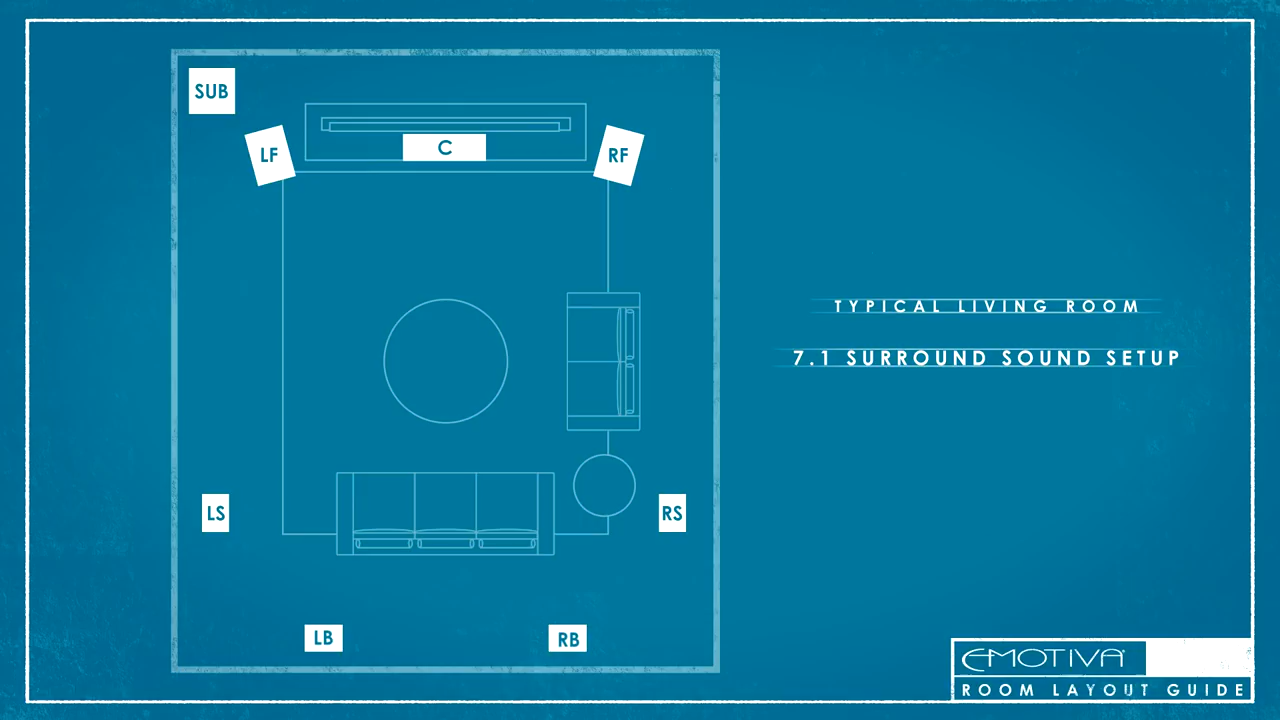 SUB
LF
C
RF
TYPICAL LIVING ROOM
7.1 SURROUND SOUND SETUP
LS
RS
LB
RB
EMOTIVA
ROOM LAYOUT GUIDE